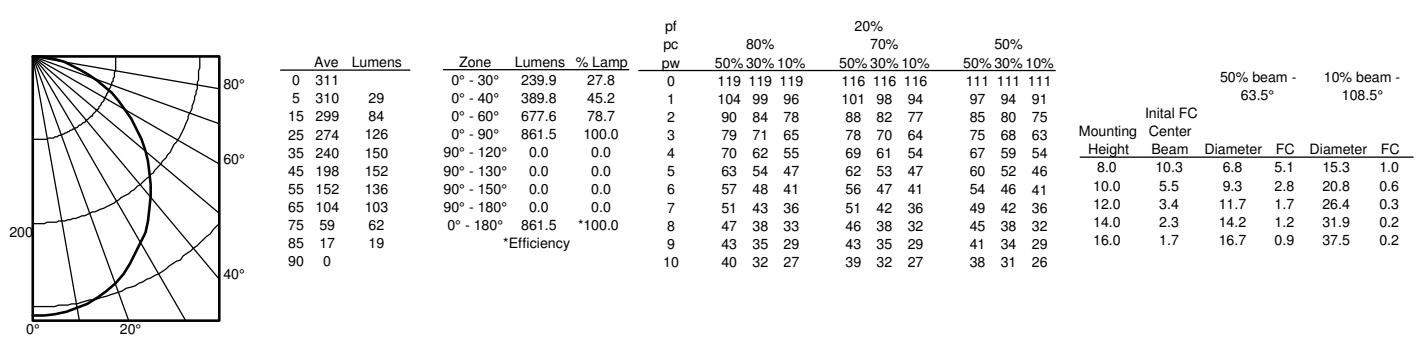 80°
60°
40°
200
0° 20°
Ave Lumens
0 311
5 310 29
15 299 84
25 274 126
35 240 150
45 198 152
55 152 136
65 104 103
75 59 62
85 17 19
90 0
Zone Lumens % Lamp
0° - 30° 239.9 27.8
0° - 40° 389.8 45.2
0° - 60° 677.6 78.7
0° - 90° 861.5 100.0
90° - 120° 0.0 0.0
90° - 130° 0.0 0.0
90° - 150° 0.0 0.0
90° - 180° 0.0 0.0
0° - 180° 861.5 *100.0
*Efficiency
pf 20%
pc 80% 70% 50%
pw 50% 30% 10% 50% 30% 10% 50% 30% 10%
0 119 119 119 116 116 116 111 111 111
1 104 99 96 101 98 94 97 94 91
2 90 84 78 88 82 77 85 80 75
3 79 71 65 78 70 64 75 68 63
4 70 62 55 69 61 54 67 59 54
5 63 54 47 62 53 47 60 52 46
6 57 48 41 56 47 41 54 46 41
7 51 43 36 51 42 36 49 42 36
8 47 38 33 46 38 32 45 38 32
9 43 35 29 43 35 29 41 34 29
10 40 32 27 39 32 27 38 31 26
50% beam - 10% beam -
63.5° 108.5°
Inital FC
Mounting Center
Height Beam Diameter FC Diameter FC
8.0 10.3 6.8 5.1 15.3 1.0
10.0 5.5 9.3 2.8 20.8 0.6
12.0 3.4 11.7 1.7 26.4 0.3
14.0 2.3 14.2 1.2 31.9 0.2
16.0 1.7 16.7 0.9 37.5 0.2